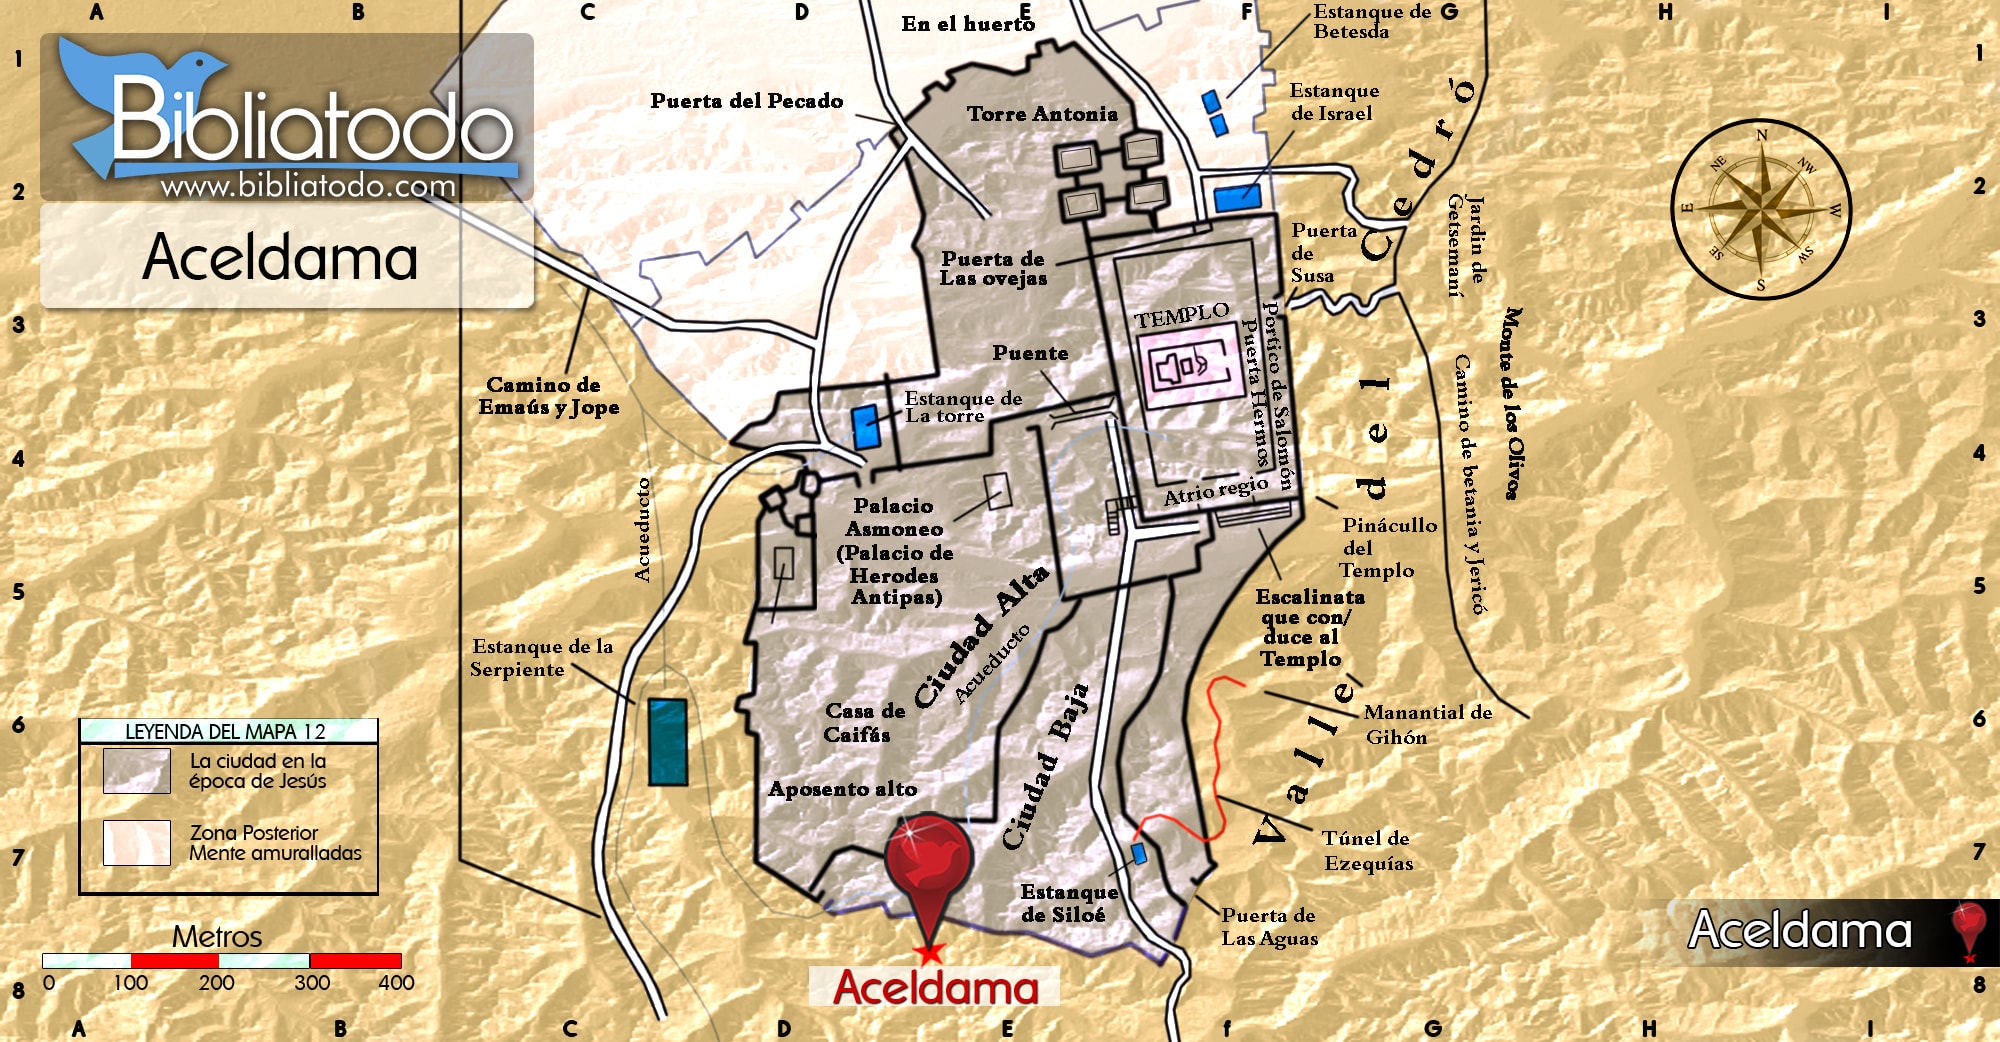 A B C D E F G H I
1 1
2 2
3 3
4 4
5 5
6 6
7 7
8 8
A B C D E f G H I
Bibliatodo
www.bibliatodo.com
Aceldama
En el huerto
Estanque de
Betesda
Puerta del Pecado
Torre Antonia
Estanque
de Israel
Puerta de
Las ovejas
Puerta
de
Susa
Jardin de
Getsemaní
N
NW
W
SW
S
SE
E
NE
TEMPLO
Portico de Salomón
Puerta Hermos
Monte de los Olivos
Camino de betania y Jericó
Puente
Camino de
Emaús y Jope
Estanque de
La torre
Acueducto
Atrio regio
Palacio
Asmoneo
(Palacio de
Herodes
Antipas)
Pinácullo
del
Templo
Ciudad Alta
Acueducto
Escalinata
que con/
duce al
Templo
Estanque de la
Serpiente
Casa de
Caifás
Ciudad Baja
Manantial de
Gihón
Valle del Cedró
Aposento alto
Túnel de
Ezequías
Estanque
de Siloé
Puerta de
Las Aguas
LEYENDA DEL MAPA 12
La ciudad en la
época de Jesús
Zona Posterior
Mente amuralladas
Metros
0 100 200 300 400
Aceldama
Aceldama